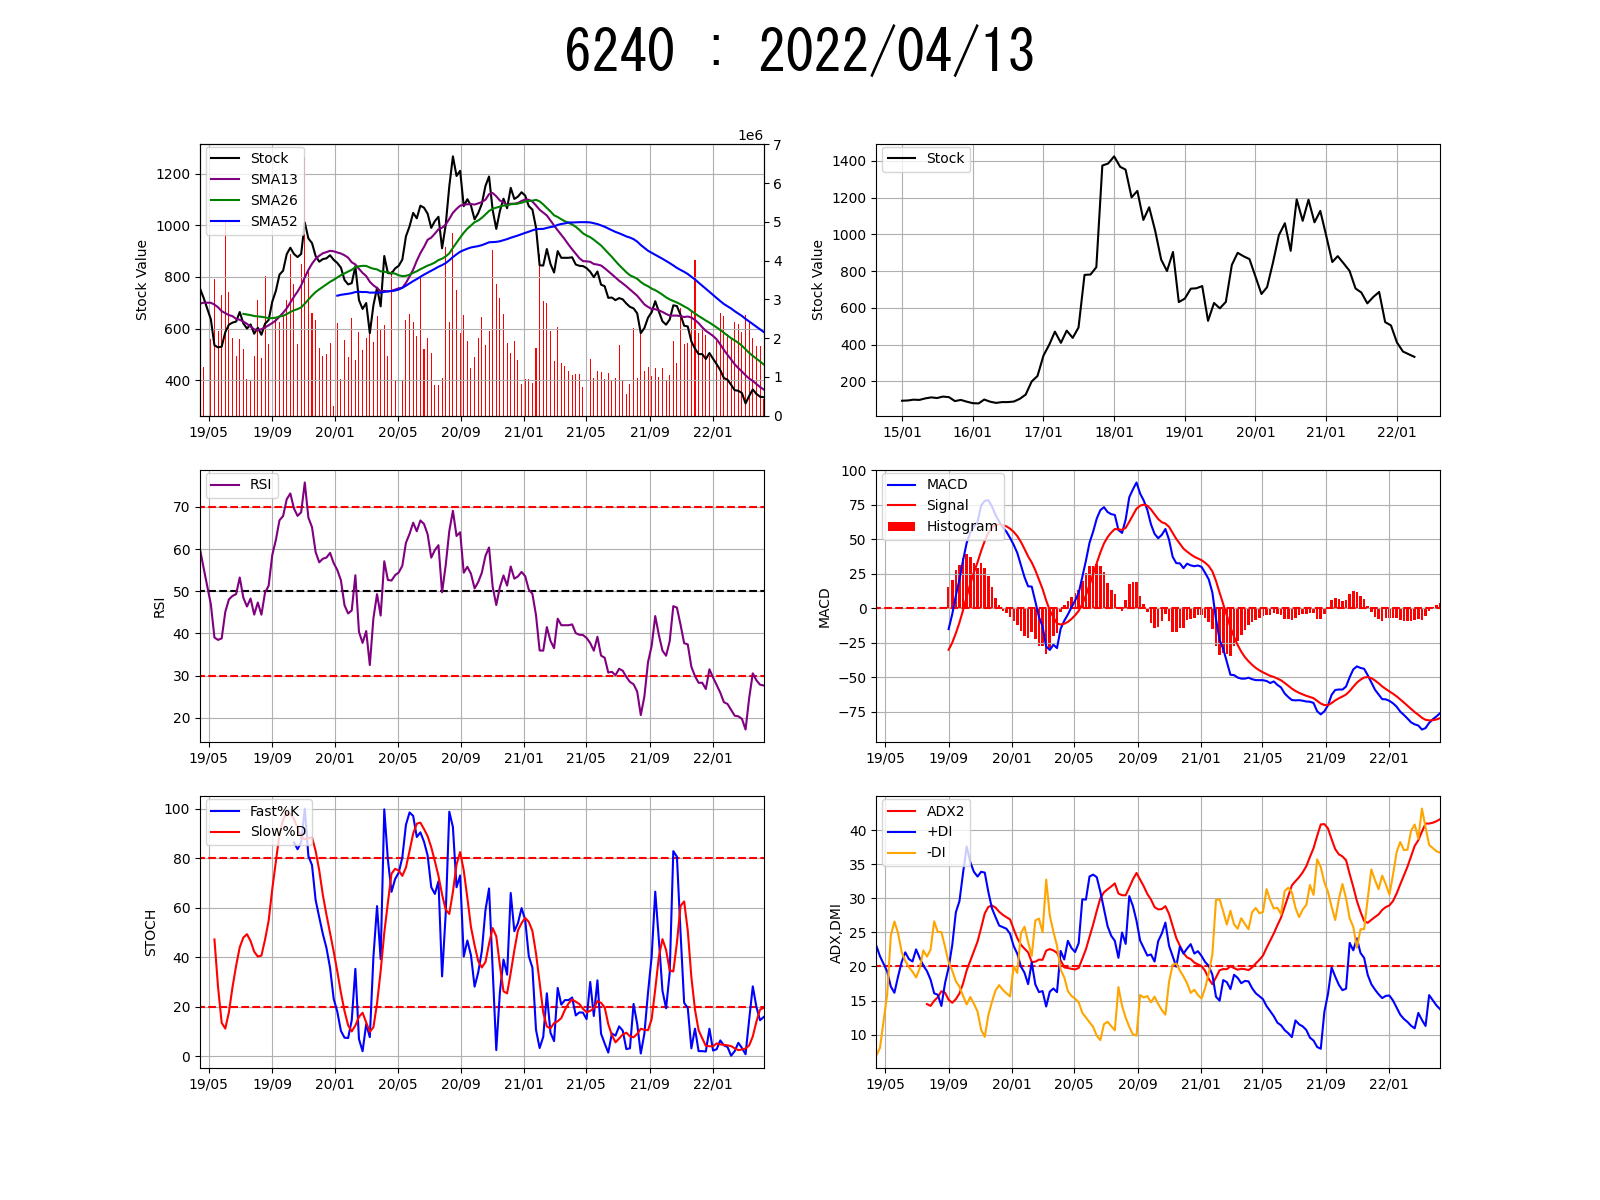 6240 : 2022/04/13
1e6
Stock Value
1200
1000
800
600
400
Stock
SMA13
SMA26
SMA52
7
6
5
4
3
2
1
0
19/05 19/09 20/01 20/05 20/09 21/01 21/05 21/09 22/01
Stock Value
1400
1200
1000
800
600
400
200
Stock
15/01 16/01 17/01 18/01 19/01 20/01 21/01 22/01
RSI
70
60
50
40
30
20
RSI
19/05 19/09 20/01 20/05 20/09 21/01 21/05 21/09 22/01
MACD
100
75
50
25
0
−25
−50
−75
MACD
Signal
Histogram
19/05 19/09 20/01 20/05 20/09 21/01 21/05 21/09 22/01
STOCH
100
80
60
40
20
0
Fast%K
Slow%D
19/05 19/09 20/01 20/05 20/09 21/01 21/05 21/09 22/01
ADX,DMI
40
35
30
25
20
15
10
ADX2
+DI
-DI
19/05 19/09 20/01 20/05 20/09 21/01 21/05 21/09 22/01